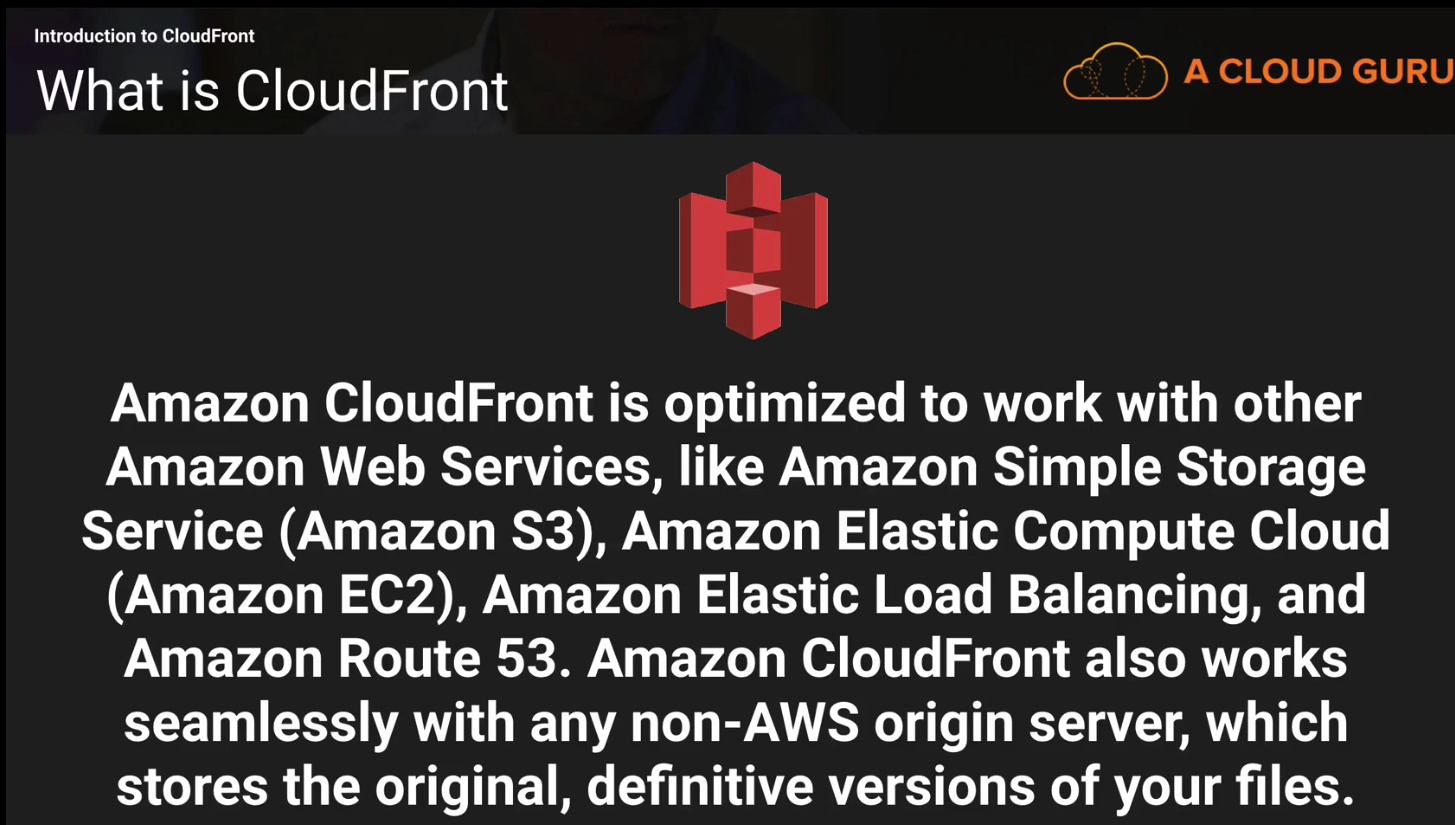 Introduction to CloudFront
What is CloudFront
A CLOUD GURU
Amazon CloudFront is optimized to work with other
Amazon Web Services, like Amazon Simple Storage
Service (Amazon S3), Amazon Elastic Compute Cloud
(Amazon EC2), Amazon Elastic Load Balancing, and
Amazon Route 53. Amazon CloudFront also works
seamlessly with any non-AWS origin server, which
stores the original, definitive versions of your files.